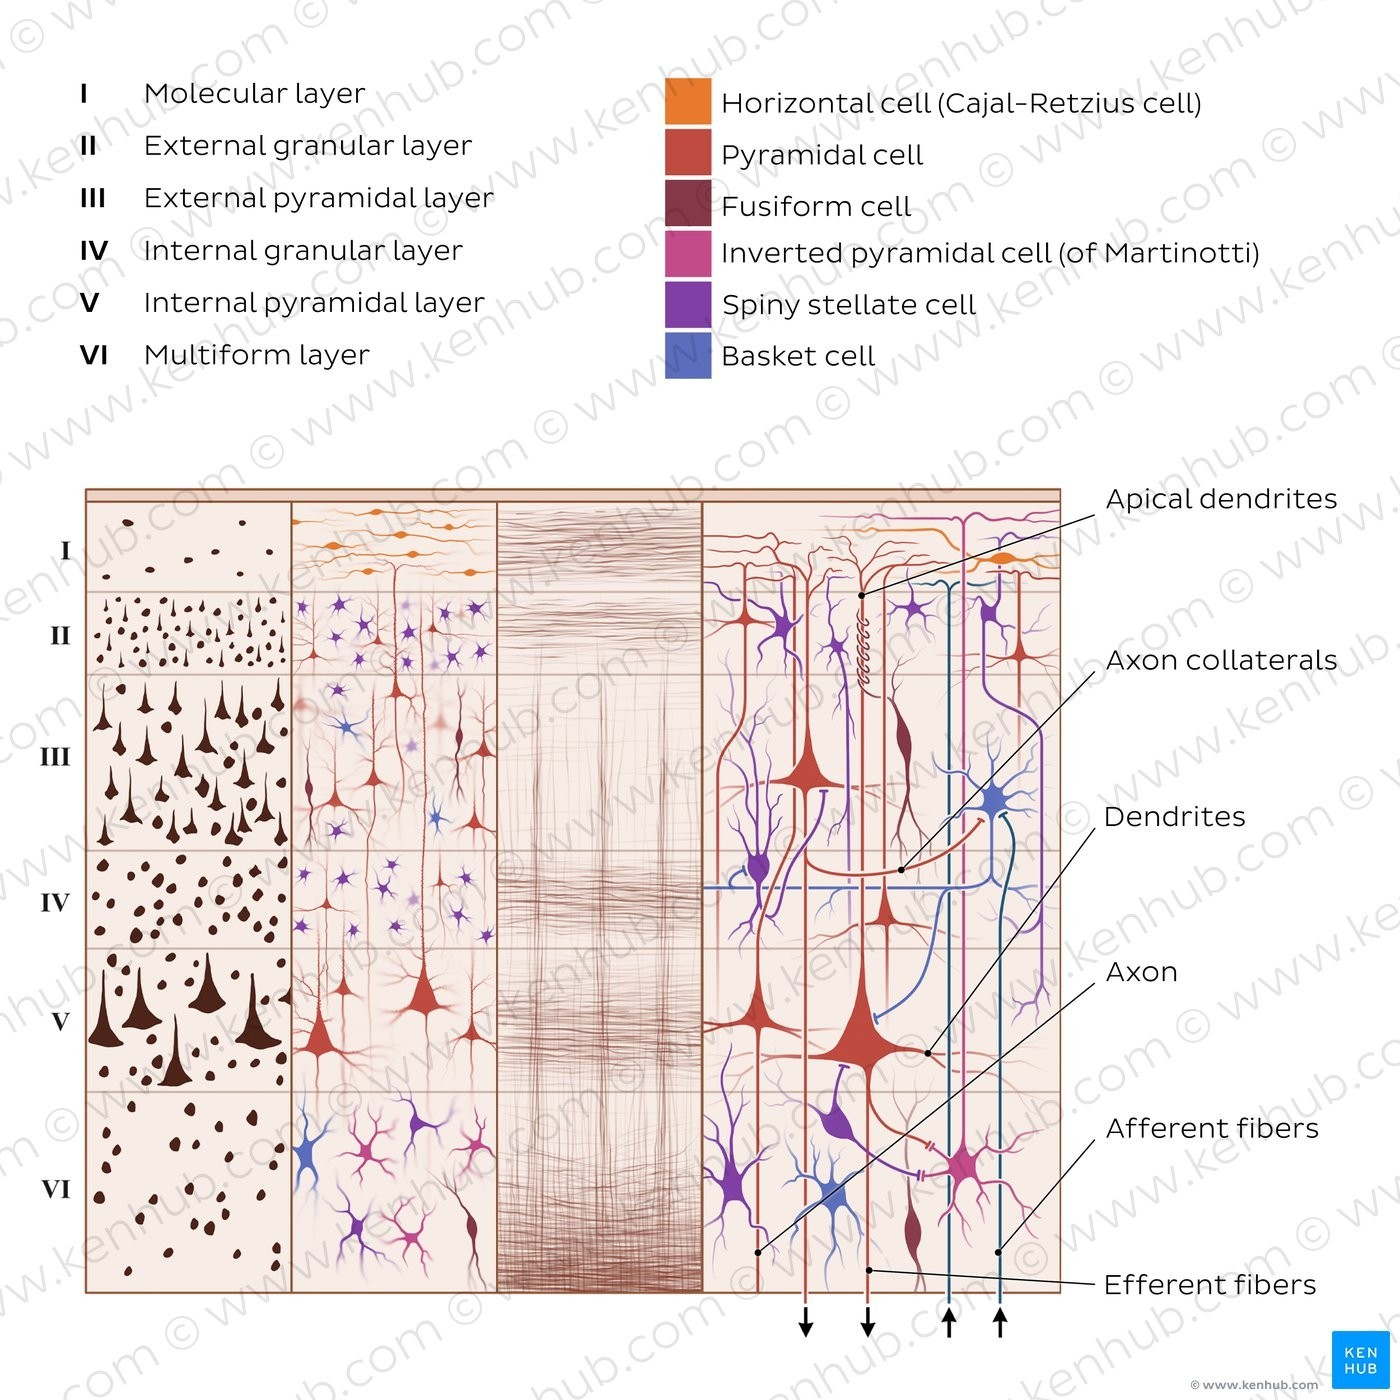 I Molecular layer
II External granular layer
III External pyramidal layer
IV Internal granular layer
V Internal pyramidal layer
VI Multiform layer
Horizontal cell (Cajal-Retzius cell)
Pyramidal cell
Fusiform cell
Inverted pyramidal cell (of Martinotti)
Spiny stellate cell
Basket cell
I
II
III
IV
V
VI
Apical dendrites
Axon collaterals
Dendrites
Axon
Afferent fibers
Efferent fibers
KEN
HUB
© www.kenhub.com
© www.kenhub.com